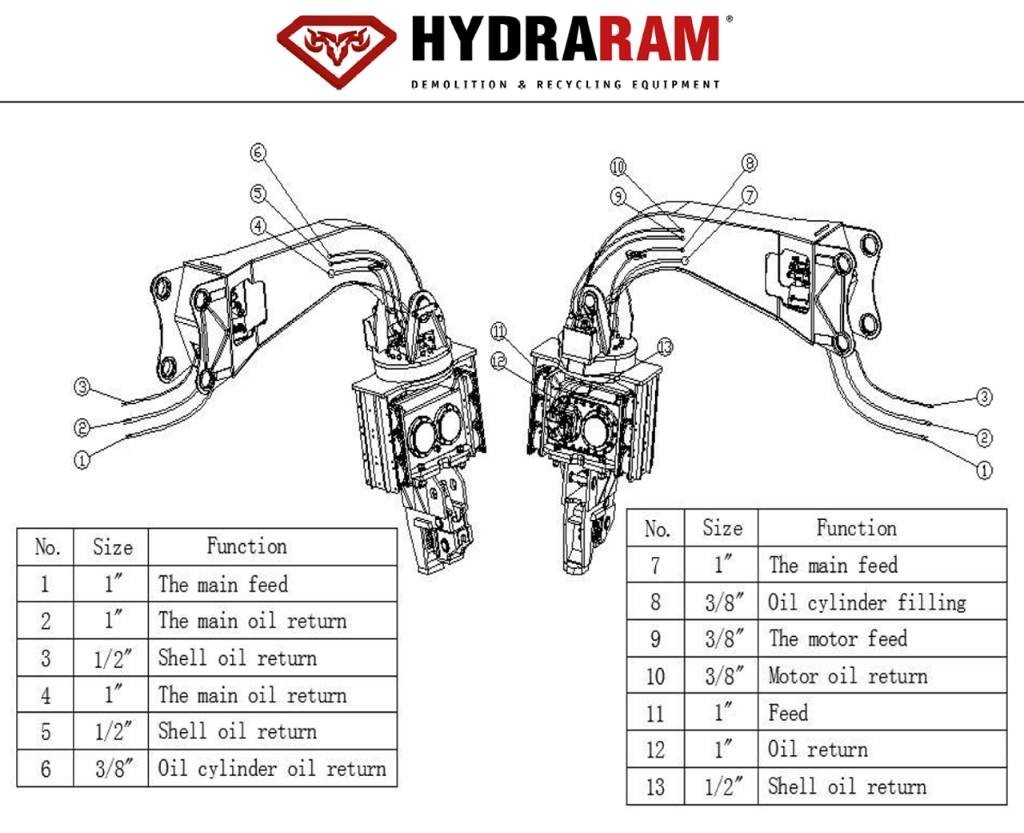 HYDRARAM®
DEMOLITION & RECYCLING EQUIPMENT
6
5
4
3
2
1
10
9
8
7
11
12
13
3
2
1
No. Size Function
1 1" The main feed
2 1" The main oil return
3 1/2" Shell oil return
4 1" The main oil return
5 1/2" Shell oil return
6 3/8" Oil cylinder oil return
No. Size Function
7 1" The main feed
8 3/8" Oil cylinder filling
9 3/8" The motor feed
10 3/8" Motor oil return
11 1" Feed
12 1" Oil return
13 1/2" Shell oil return